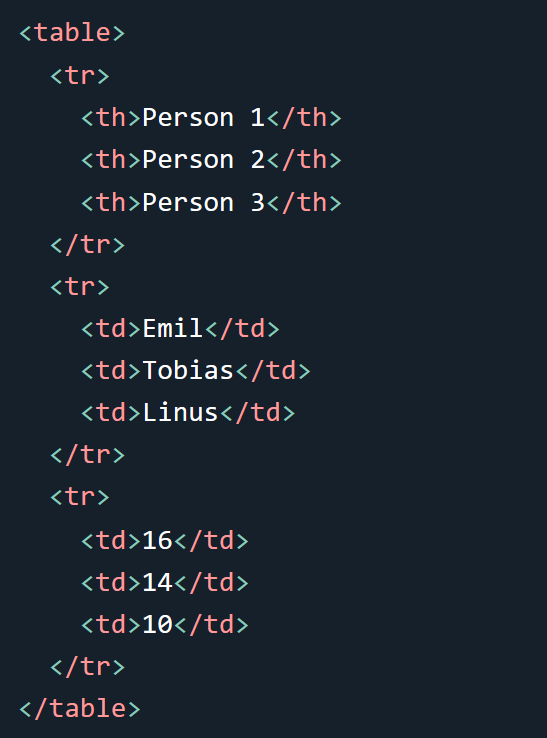 <table>
  <tr>
    <th>Person 1</th>
    <th>Person 2</th>
    <th>Person 3</th>
  </tr>
  <tr>
    <td>Emil</td>
    <td>Tobias</td>
    <td>Linus</td>
  </tr>
  <tr>
    <td>16</td>
    <td>14</td>
    <td>10</td>
  </tr>
</table>